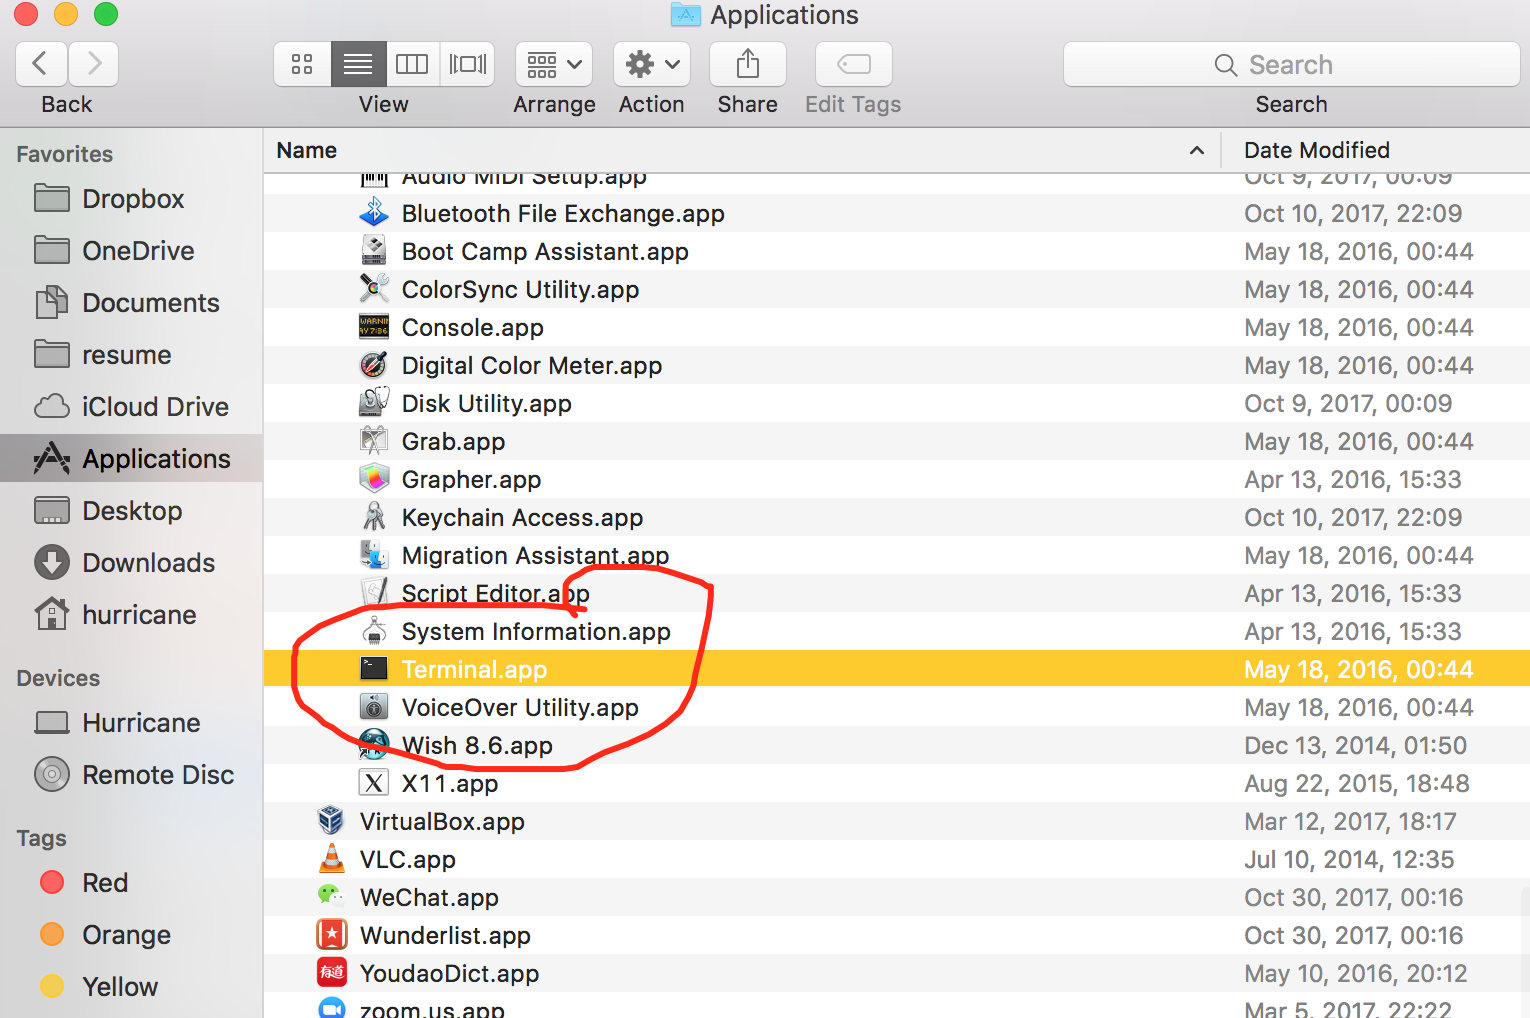 Applications
Back
View
Arrange
Action
Share
Edit Tags
Search
Search
Favorites
Dropbox
OneDrive
Documents
resume
iCloud Drive
Applications
Desktop
Downloads
hurricane
Devices
Hurricane
Remote Disc
Tags
Red
Orange
Yellow
Name Date Modified
Audio MIDI Setup.app Oct 9, 2017, 00:09
Bluetooth File Exchange.app Oct 10, 2017, 22:09
Boot Camp Assistant.app May 18, 2016, 00:44
ColorSync Utility.app May 18, 2016, 00:44
Console.app May 18, 2016, 00:44
Digital Color Meter.app May 18, 2016, 00:44
Disk Utility.app Oct 9, 2017, 00:09
Grab.app May 18, 2016, 00:44
Grapher.app Apr 13, 2016, 15:33
Keychain Access.app Oct 10, 2017, 22:09
Migration Assistant.app May 18, 2016, 00:44
Script Editor.app Apr 13, 2016, 15:33
System Information.app Apr 13, 2016, 15:33
Terminal.app May 18, 2016, 00:44
VoiceOver Utility.app May 18, 2016, 00:44
Wish 8.6.app Dec 13, 2014, 01:50
X11.app Aug 22, 2015, 18:48
VirtualBox.app Mar 12, 2017, 18:17
VLC.app Jul 10, 2014, 12:35
WeChat.app Oct 30, 2017, 00:16
Wunderlist.app Oct 30, 2017, 00:16
有道 YoudaoDict.app May 10, 2016, 20:12
zoom.us.app Mar 5, 2017, 22:22